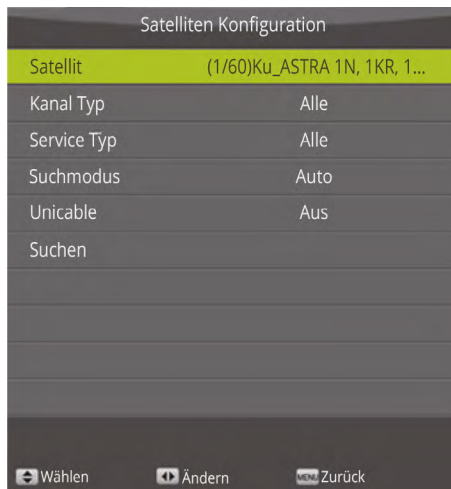 Satelliten Konfiguration
Satellit (1/60)Ku_ASTRA 1N, 1KR, 1...
Kanal Typ Alle
Service Typ Alle
Suchmodus Auto
Unicable Aus
Suchen
Wählen Ändern MENU Zurück